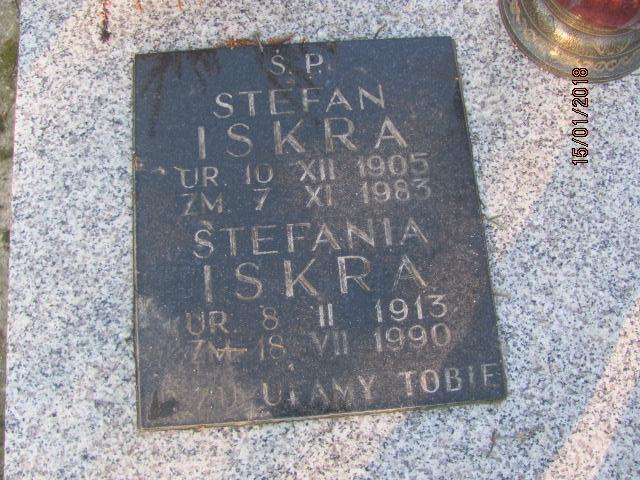 Ś. P.
STEFAN
ISKRA
UR. 10 XII 1905
ZM. 7 XI 1983
STEFANIA
ISKRA
UR. 8 II 1913
ZM. 18 VII 1990
UFAMY TOBIE
15/01/2018